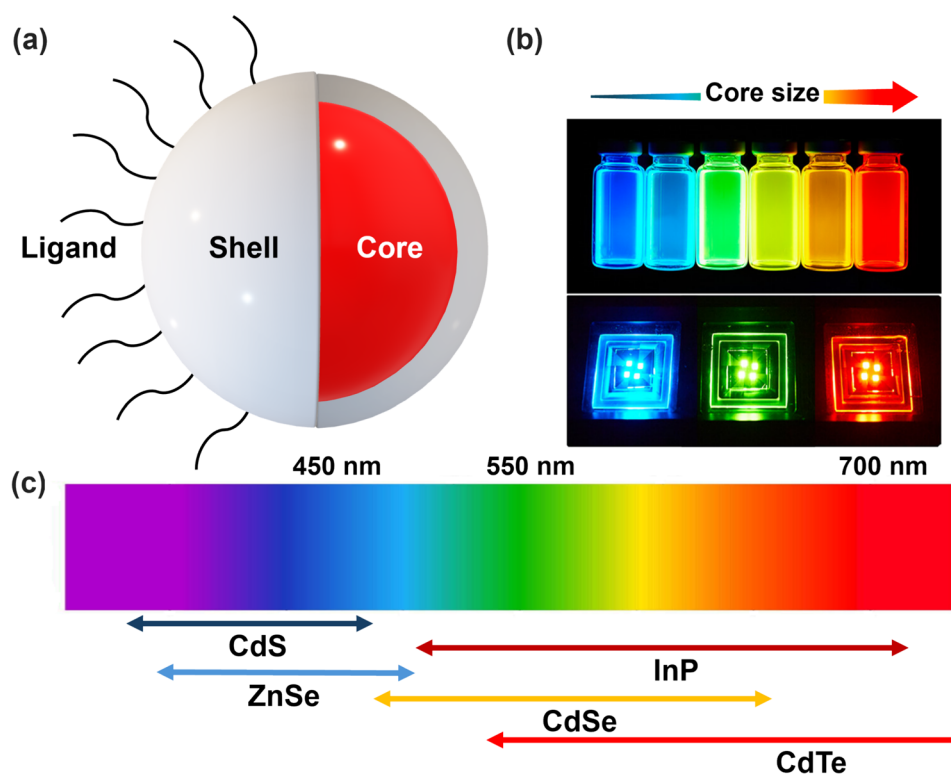 (a)
Ligand
Shell
Core
(b)
Core size
450 nm
550 nm
700 nm
(c)
CdS
InP
ZnSe
CdSe
CdTe